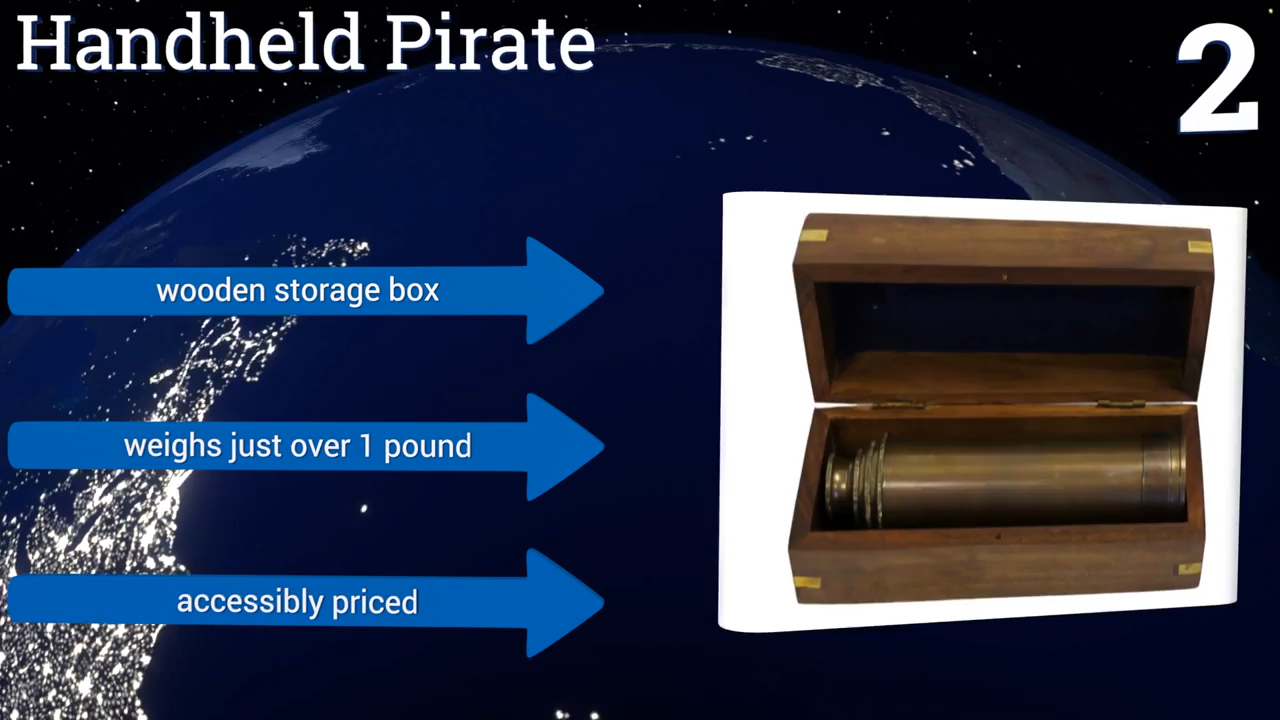 Handheld Pirate
2
wooden storage box
weighs just over 1 pound
accessibly priced